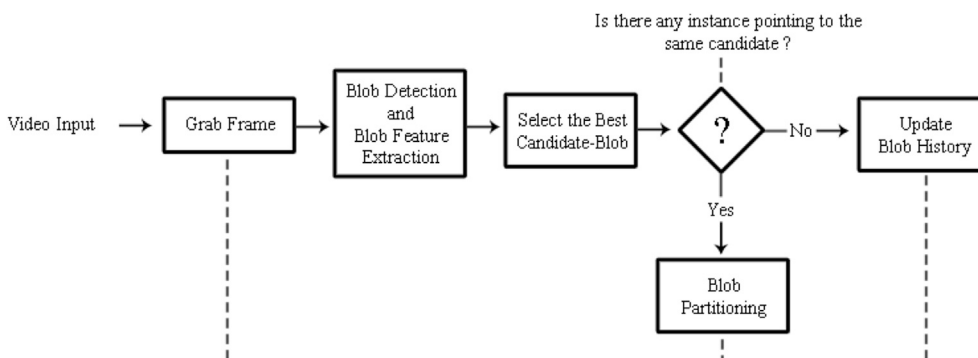 Is there any instance pointing to the
same candidate ?
Video Input
Grab Frame
Blob Detection
and
Blob Feature
Extraction
Select the Best
Candidate-Blob
?
No
Update
Blob History
Yes
Blob
Partitioning